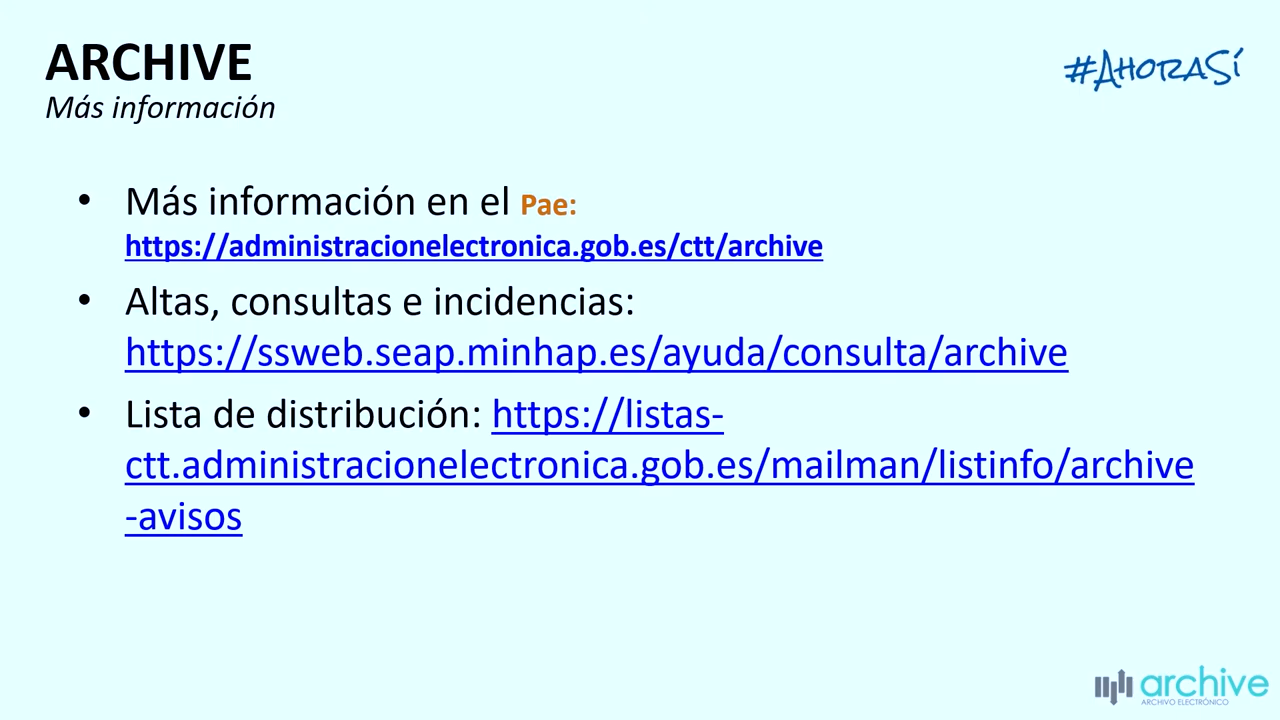 ARCHIVE
#AHORASÍ
Más información
• Más información en el Pae:
https://administracionelectronica.gob.es/ctt/archive
• Altas, consultas e incidencias:
https://ssweb.seap.minhap.es/ayuda/consulta/archive
• Lista de distribución: https://listas-
ctt.administracionelectronica.gob.es/mailman/listinfo/archive
-avisos
archive
ARCHIVO ELECTRÓNICO